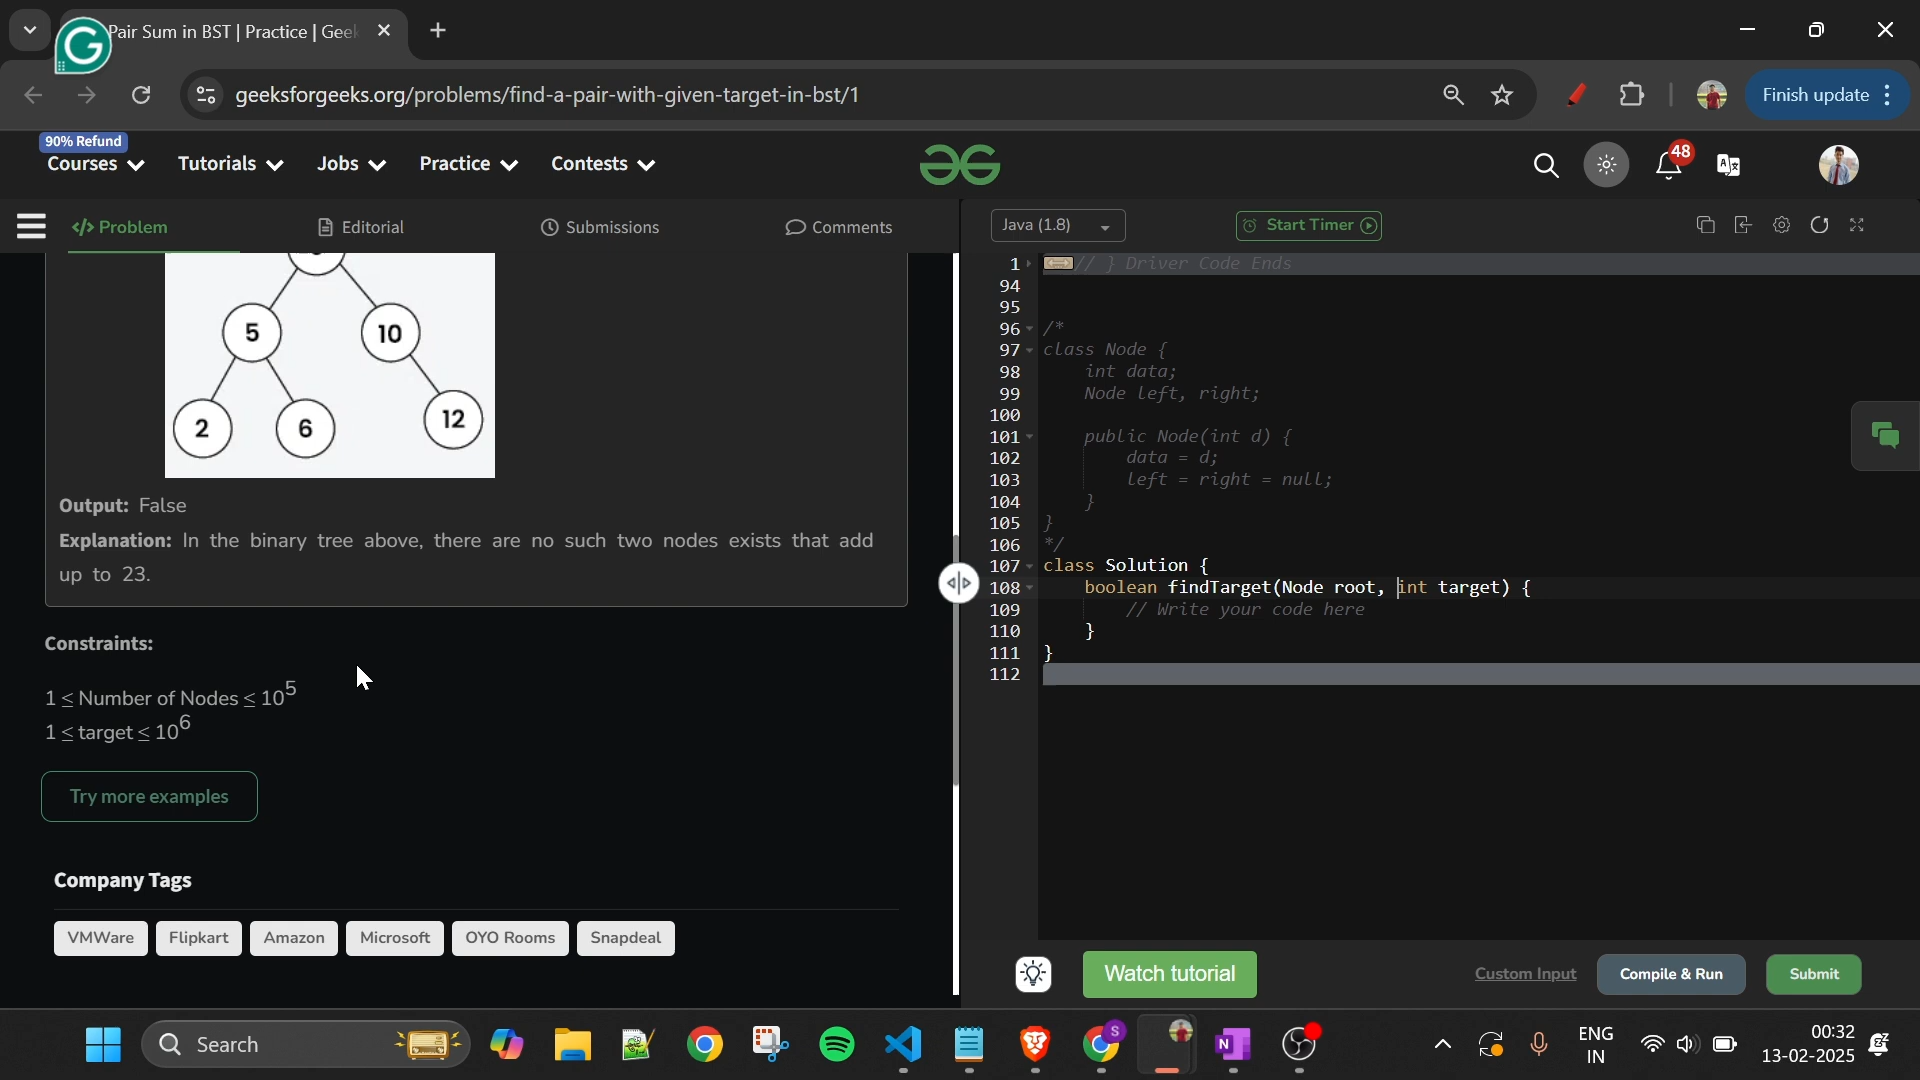 Pair Sum in BST | Practice | Geek
geeksforgeeks.org/problems/find-a-pair-with-given-target-in-bst/1
Finish update
90% Refund
Courses
Tutorials
Jobs
Practice
Contests
48
Problem
Editorial
Submissions
Comments
Java (1.8)
Start Timer
5
10
2
6
12
Output: False
Explanation: In the binary tree above, there are no such two nodes exists that add
up to 23.
Constraints:
1 ≤ Number of Nodes ≤ 10^5
1 ≤ target ≤ 10^6
Try more examples
Company Tags
VMWare
Flipkart
Amazon
Microsoft
OYO Rooms
Snapdeal
1 // } Driver Code Ends
94
95
96 /*
97 class Node {
98 int data;
99 Node left, right;
100
101 public Node(int d) {
102 data = d;
103 left = right = null;
104 }
105 }
106 */
107 class Solution {
108 boolean findTarget(Node root, int target) {
109 // Write your code here
110 }
111 }
112
Watch tutorial
Custom Input
Compile & Run
Submit
Search
S
N
ENG
IN
00:32
13-02-2025